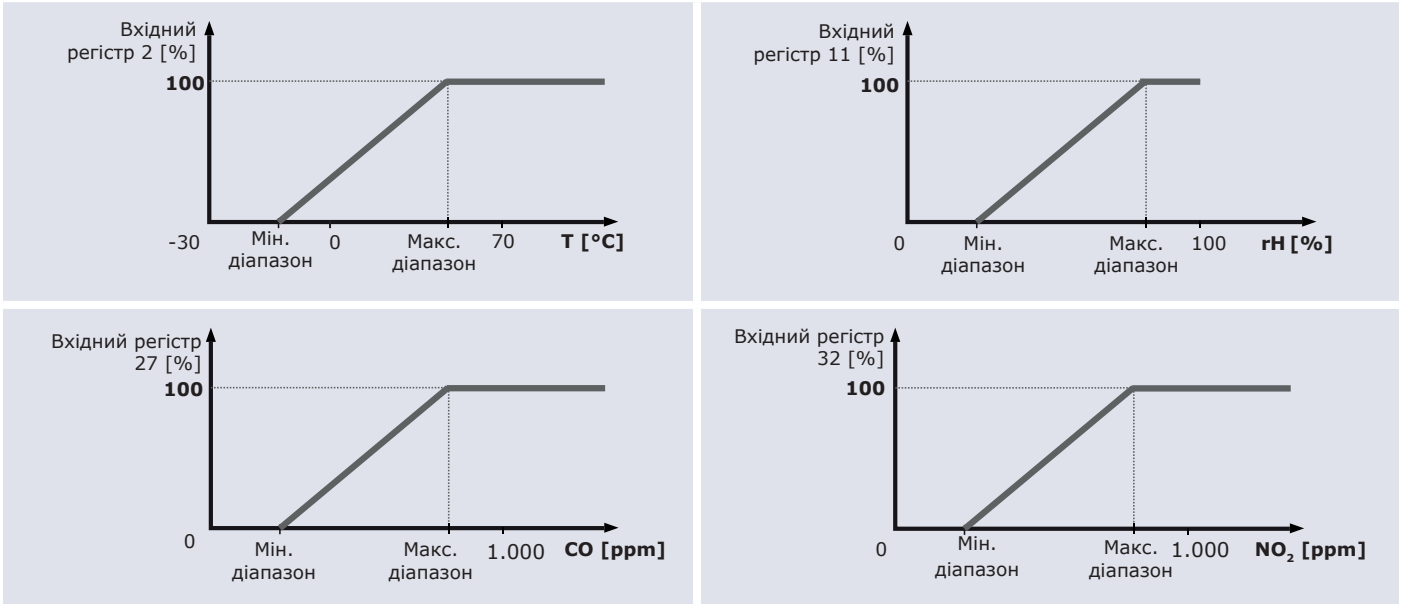 Вхідний
регістр 2 [%]
100
-30
Мін.
діапазон
0
Макс.
діапазон
70
T [°C]
Вхідний
регістр 11 [%]
100
0
Мін.
діапазон
Макс.
діапазон
100
rH [%]
Вхідний регістр
27 [%]
100
0
Мін.
діапазон
Макс.
діапазон
1.000
CO [ppm]
Вхідний регістр
32 [%]
100
0
Мін.
діапазон
Макс.
діапазон
1.000
NO₂ [ppm]